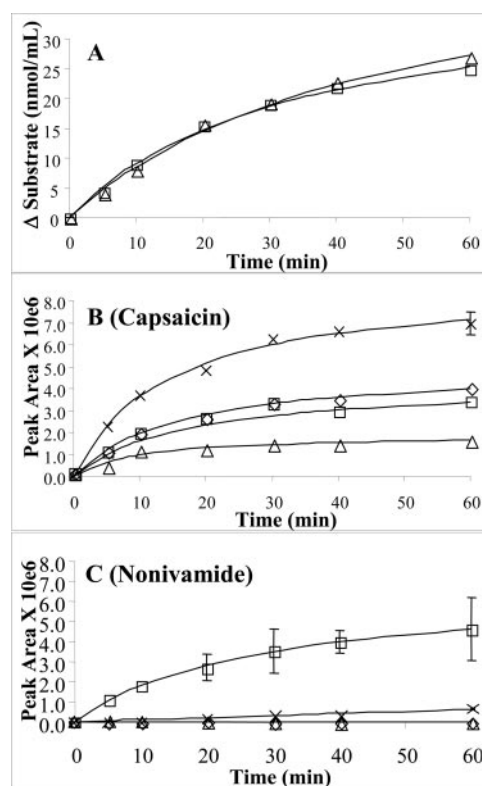 30
A
25
20
15
10
5
0
Δ Substrate (nmol/mL)
0 10 20 30 40 50 60
Time (min)
8.0
B (Capsaicin)
7.0
6.0
5.0
4.0
3.0
2.0
1.0
0.0
Peak Area X 10e6
0 10 20 30 40 50 60
Time (min)
8.0
C (Nonivamide)
7.0
6.0
5.0
4.0
3.0
2.0
1.0
0.0
Peak Area X 10e6
0 10 20 30 40 50 60
Time (min)